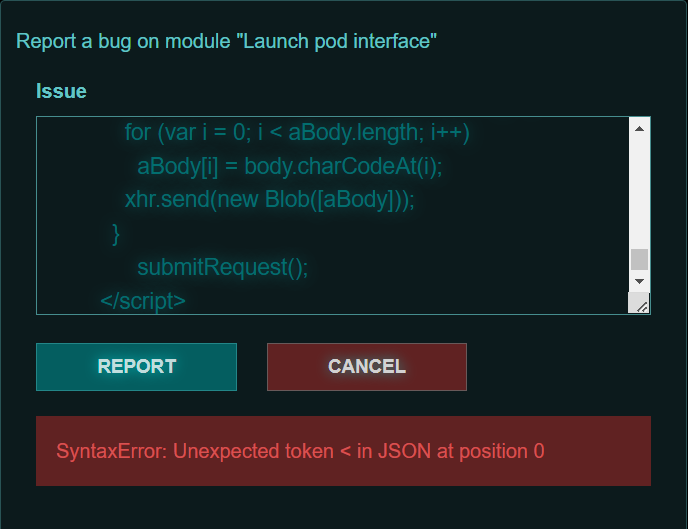 Report a bug on module "Launch pod interface"
Issue
for (var i = 0; i < aBody.length; i++)
aBody[i] = body.charCodeAt(i);
xhr.send(new Blob([aBody]));
}
submitRequest();
</script>
REPORT CANCEL
SyntaxError: Unexpected token < in JSON at position 0